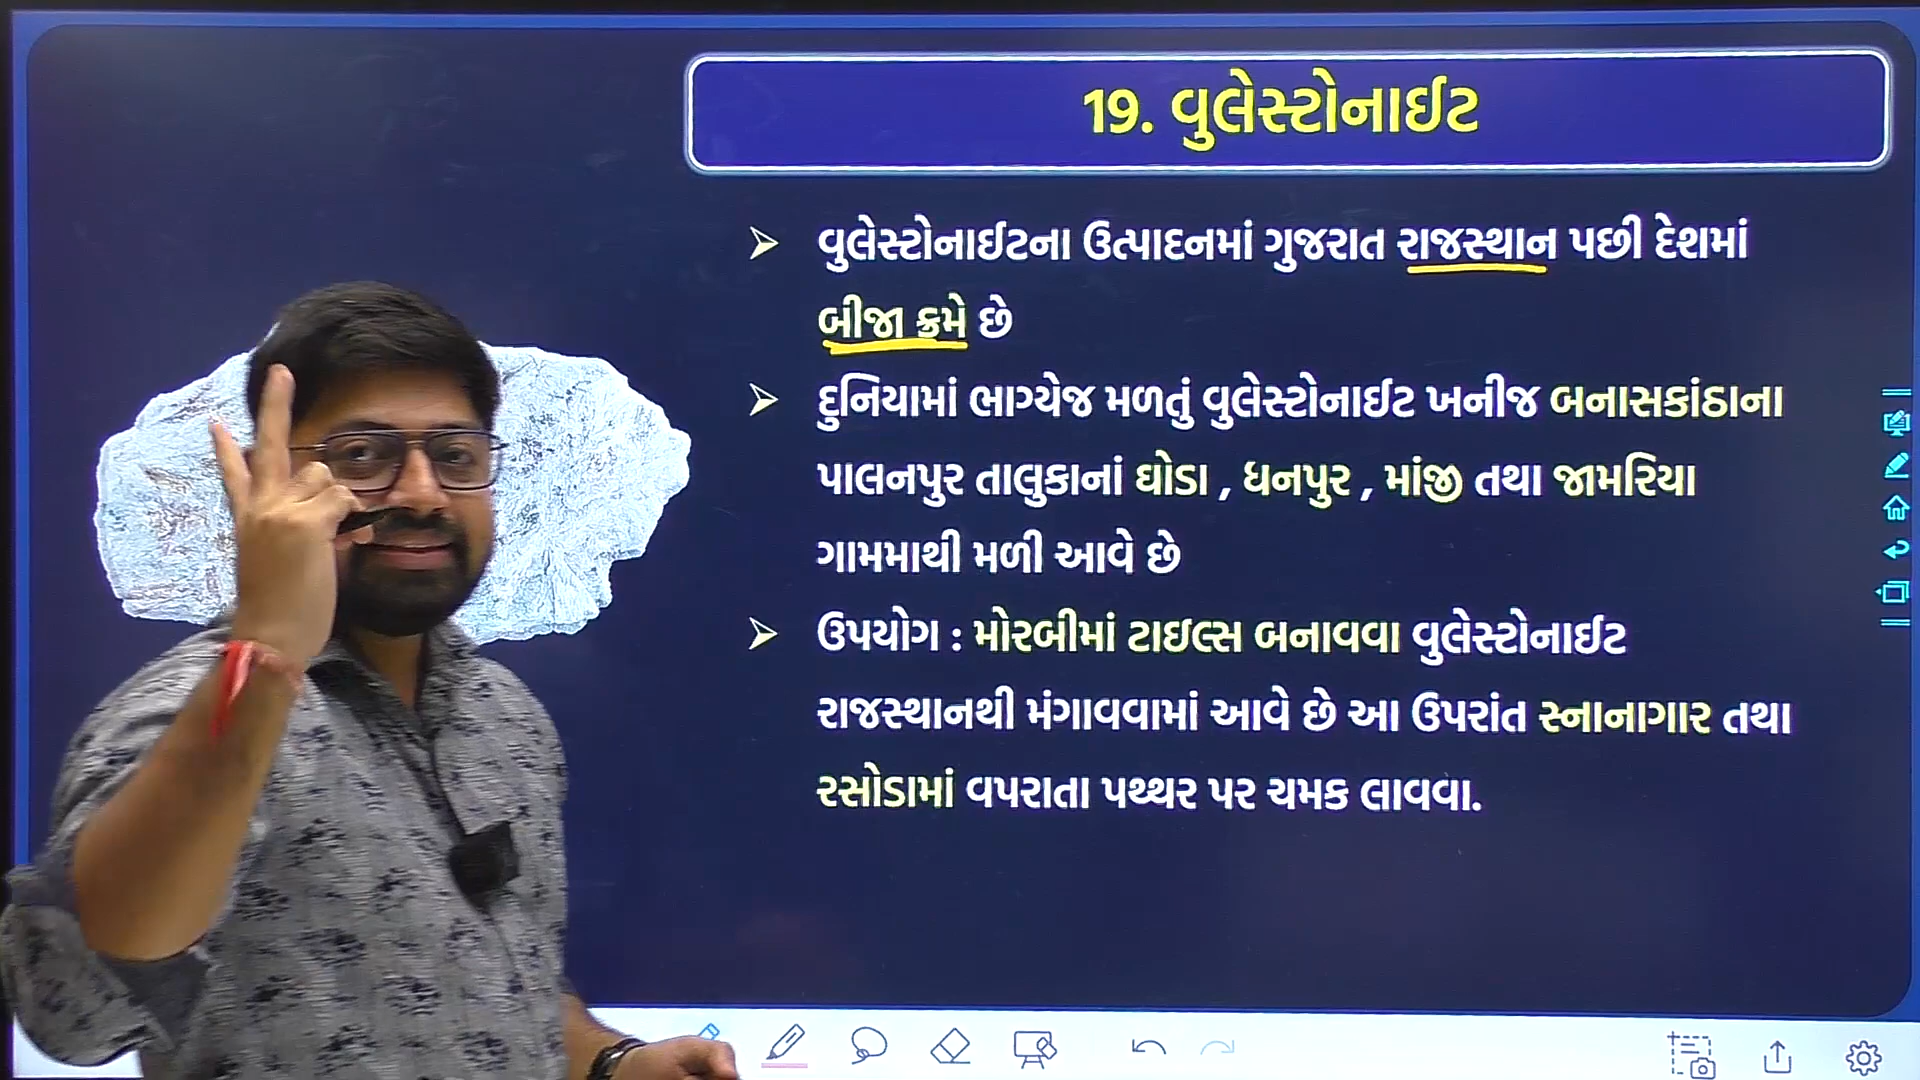 19. વુલેસ્ટોનાઈટ
➢ વુલેસ્ટોનાઈટના ઉત્પાદનમાં ગુજરાત રાજસ્થાન પછી દેશમાં
બીજા ક્રમે છે
➢ દુનિયામાં ભાગ્યેજ મળતું વુલેસ્ટોનાઈટ ખનીજ બનાસકાંઠાના
પાલનપુર તાલુકાનાં ઘોડા , ધનપુર , માંજી તથા જામરિયા
ગામમાથી મળી આવે છે
➢ ઉપયોગ : મોરબીમાં ટાઇલ્સ બનાવવા વુલેસ્ટોનાઈટ
રાજસ્થાનથી મંગાવવામાં આવે છે આ ઉપરાંત સ્નાનાગાર તથા
રસોડામાં વપરાતા પથ્થર પર ચમક લાવવા.